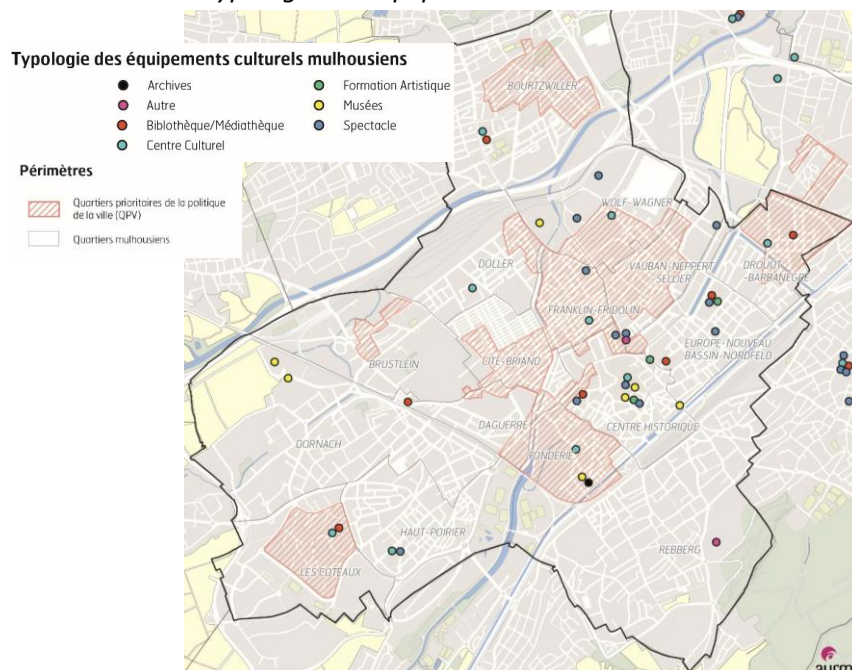 Typologie des équipements culturels mulhousiens
Archives
Autre
Bibliothèque/Médiathèque
Centre Culturel
Formation Artistique
Musées
Spectacle
Périmètres
Quartiers prioritaires de la politique
de la ville (QPV)
Quartiers mulhousiens
BOURTZWILLER
WOLF-WAGNER
VAUBAN-NEPPERT
-SELLIER
DROUOT-
BARBANEGRE
DOLLER
FRANKLIN-FRIDOLIN
EUROPE-NOUVEAU
BASSIN-NORDFELD
BRUSTLEIN
CITE-BRIAND
DAGUERRE
CENTRE HISTORIQUE
DORNACH
FONDERIE
HAUT-POIRIER
REBBERG
LES COTEAUX